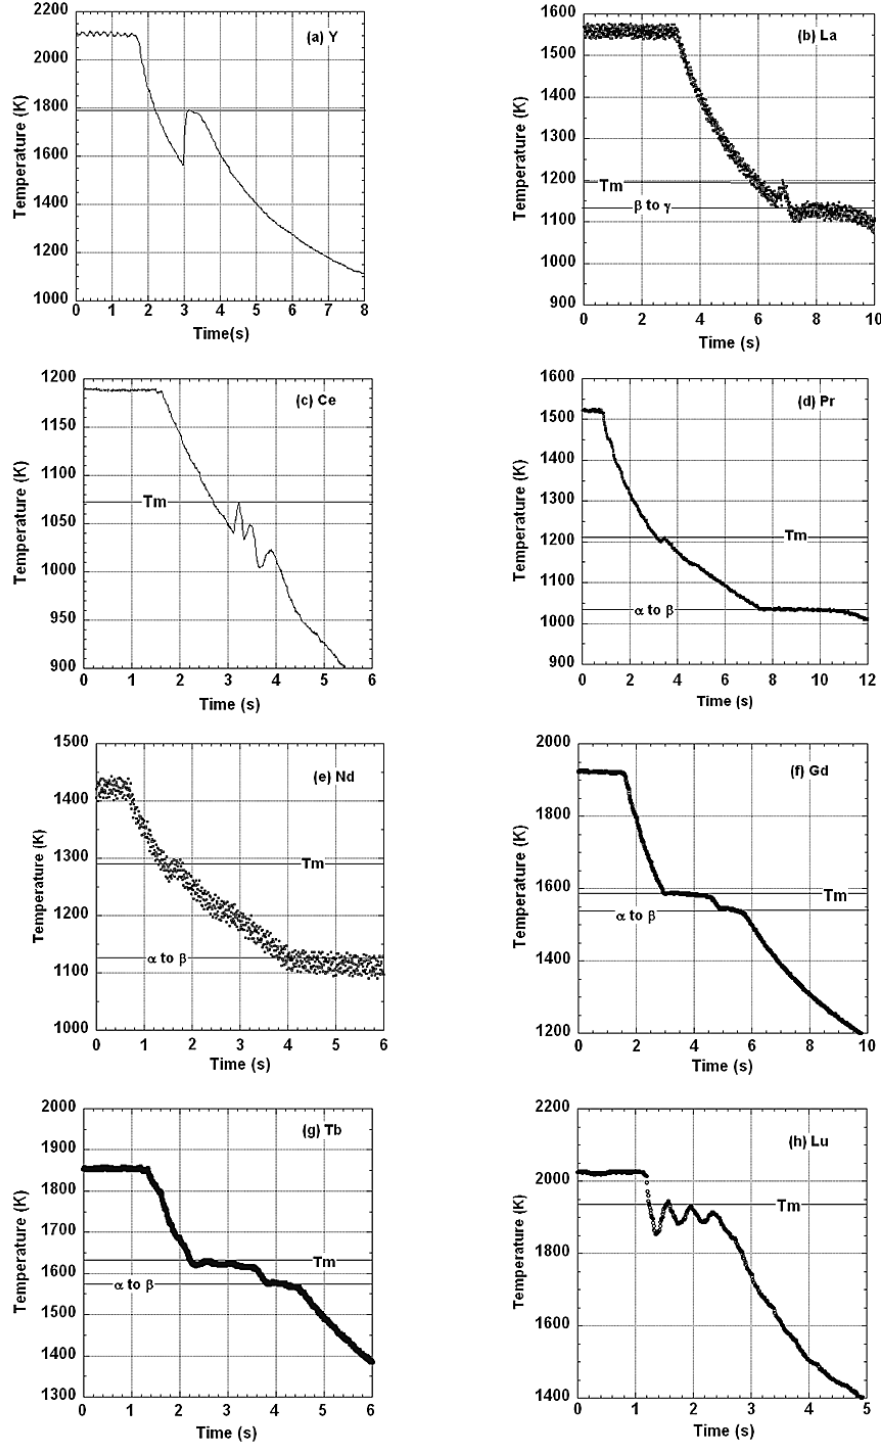 (a) Y
Temperature (K)
2200
2000
1800
1600
1400
1200
1000
0 1 2 3 4 5 6 7 8
Time(s)
(b) La
Temperature (K)
1600
1500
1400
1300
1200
1100
1000
900
Tm
β to γ
0 2 4 6 8 10
Time (s)
(c) Ce
Temperature (K)
1200
1150
1100
1050
1000
950
900
Tm
0 1 2 3 4 5 6
Time (s)
(d) Pr
Temperature (K)
1600
1500
1400
1300
1200
1100
1000
900
Tm
α to β
0 2 4 6 8 10 12
Time (s)
(e) Nd
Temperature (K)
1500
1400
1300
1200
1100
1000
Tm
α to β
0 1 2 3 4 5 6
Time (s)
(f) Gd
Temperature (K)
2000
1800
1600
1400
1200
Tm
α to β
0 2 4 6 8 10
Time (s)
(g) Tb
Temperature (K)
2000
1900
1800
1700
1600
1500
1400
1300
Tm
α to β
0 1 2 3 4 5 6
Time (s)
(h) Lu
Temperature (K)
2200
2000
1800
1600
1400
Tm
0 1 2 3 4 5
Time (s)